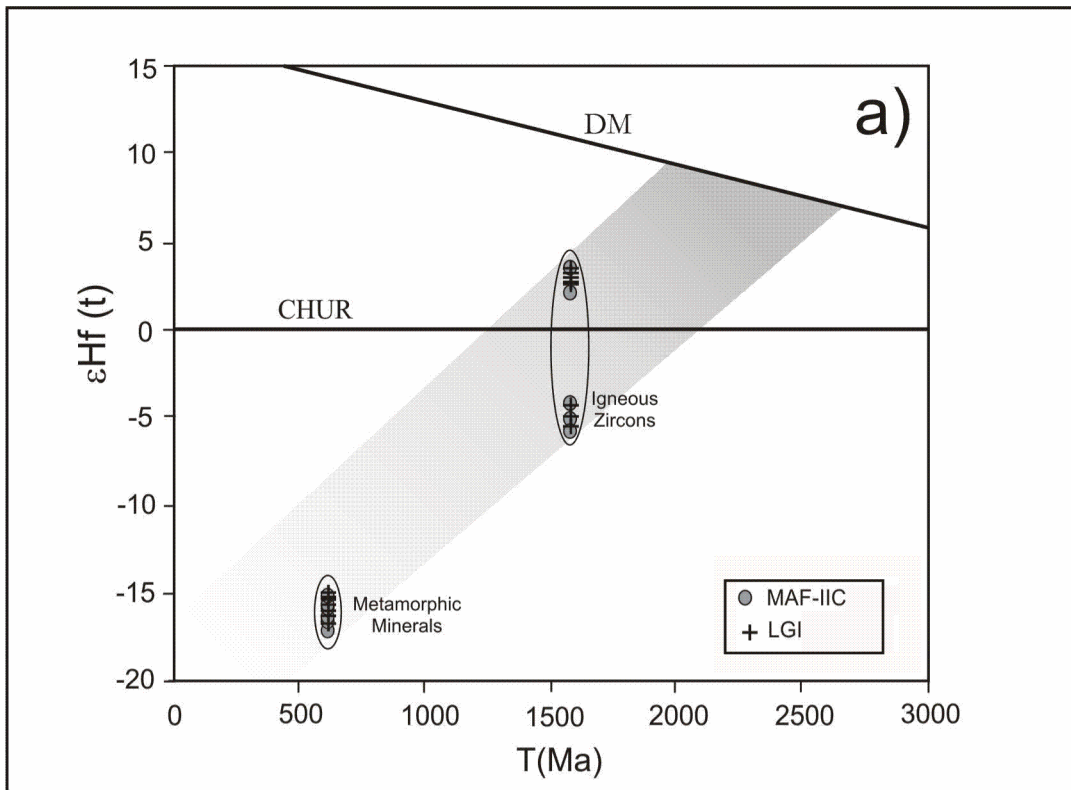 a)
15
10
5
0
-5
-10
-15
-20
εHf (t)
DM
CHUR
Igneous
Zircons
Metamorphic
Minerals
MAF-IIC
LGI
0 500 1000 1500 2000 2500 3000
T(Ma)